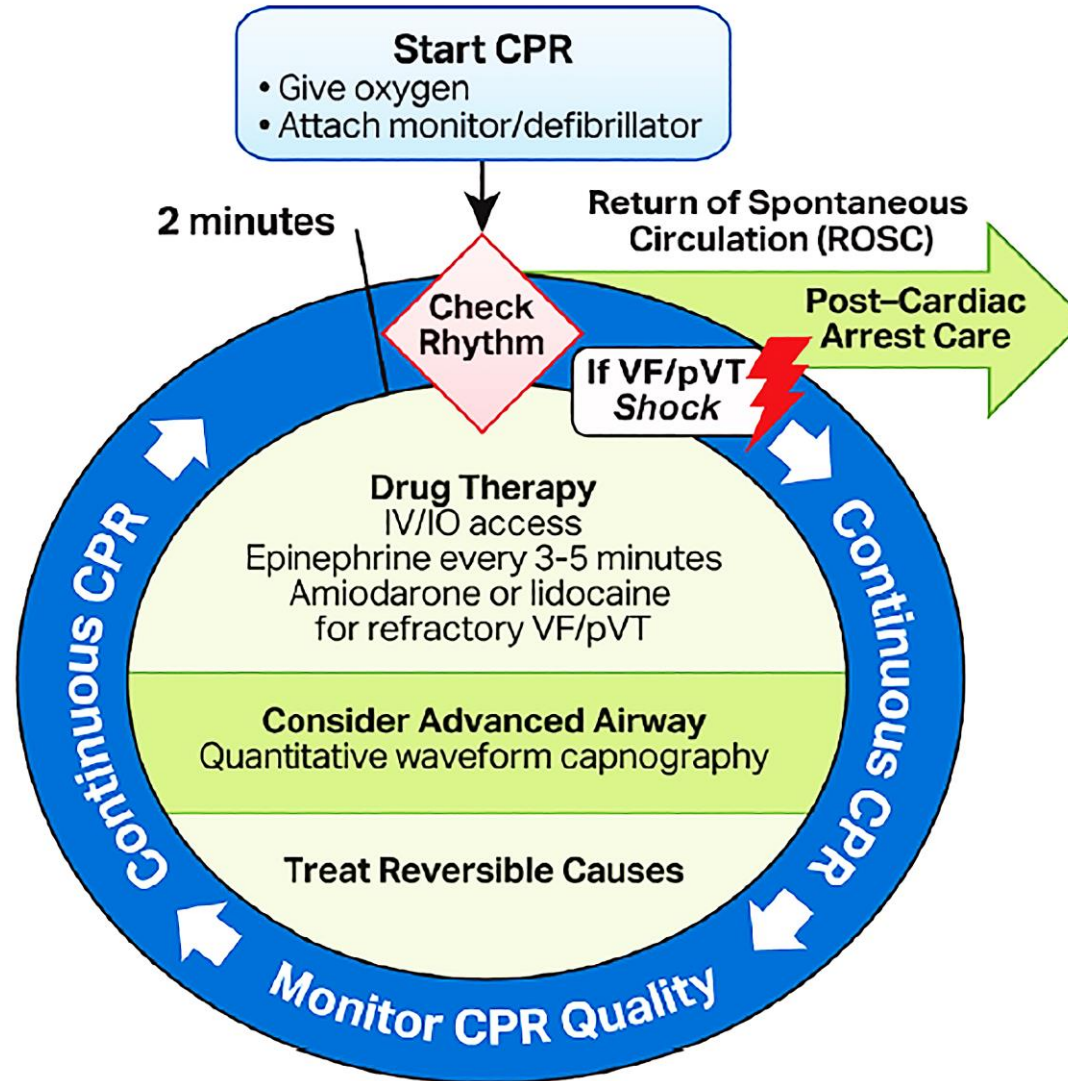 Start CPR
• Give oxygen
• Attach monitor/defibrillator
2 minutes
Return of Spontaneous
Circulation (ROSC)
Check
Rhythm
Post–Cardiac
Arrest Care
If VF/pVT
Shock
Drug Therapy
IV/IO access
Epinephrine every 3-5 minutes
Amiodarone or lidocaine
for refractory VF/pVT
Consider Advanced Airway
Quantitative waveform capnography
Treat Reversible Causes
Continuous CPR
Monitor CPR Quality
Continuous CPR